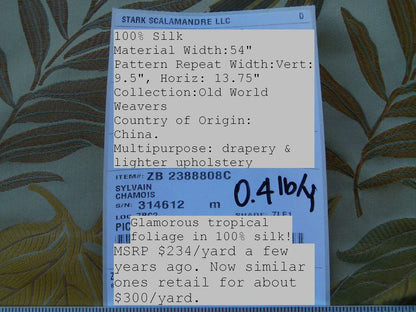 STARK SCALAMANDRE LLC D
100% Silk
Material Width:54"
Pattern Repeat Width:Vert:
9.5", Horiz: 13.75"
Collection:Old World
Weavers
Country of Origin:
China.
Multipurpose: drapery &
lighter upholstery
ITEM#: ZB 2388808C
SYLVAIN
CHAMOIS
S/N: 314612 m
0.4 lb/y
Glamorous tropical
foliage in 100% silk!
MSRP $234/yard a few
years ago. Now similar
ones retail for about
$300/yard.